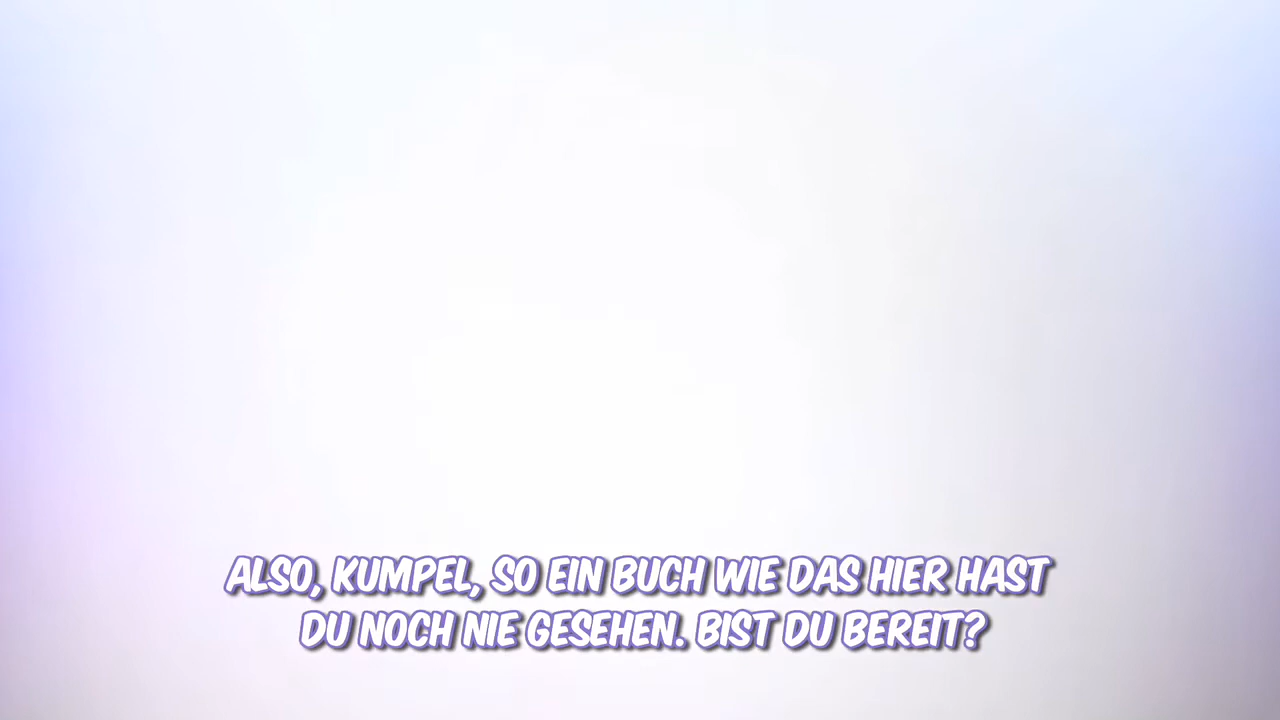 ALSO, KUMPEL, SO EIN BUCH WIE DAS HIER HAST
DU NOCH NIE GESEHEN. BIST DU BEREIT?